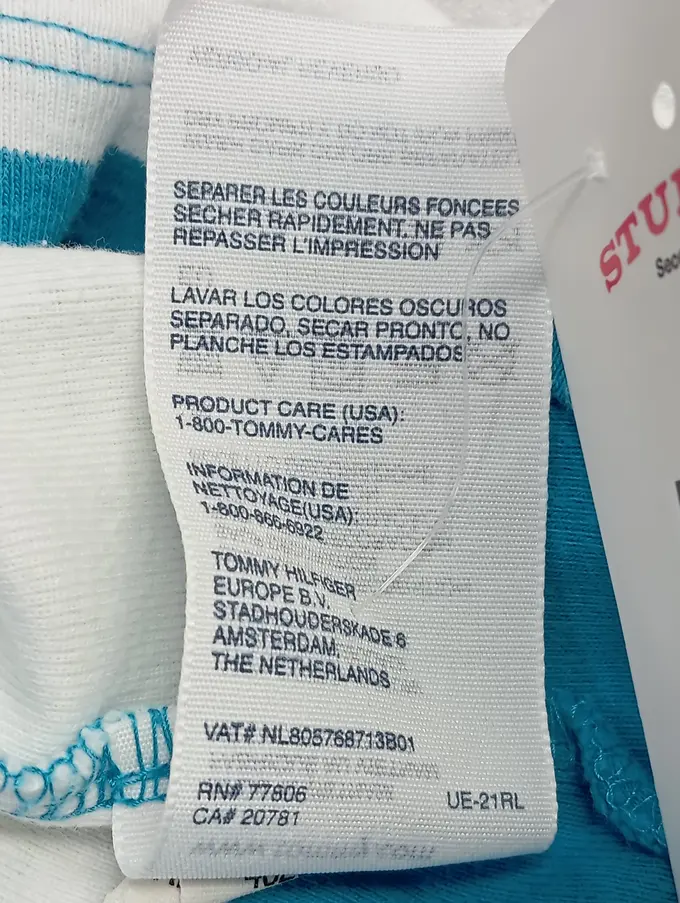 SEPARER LES COULEURS FONCEES
SECHER RAPIDEMENT. NE PAS
REPASSER L'IMPRESSION
LAVAR LOS COLORES OSCUROS
SEPARADO, SECAR PRONTO, NO
PLANCHE LOS ESTAMPADOS
PRODUCT CARE (USA):
1-800-TOMMY-CARES
INFORMATION DE
NETTOYAGE(USA):
1-800-866-6922
TOMMY HILFIGER
EUROPE B.V.
STADHOUDERSKADE 6
AMSTERDAM.
THE NETHERLANDS
VAT# NL805768713B01
RN# 77806
UE-21RL
CA# 20781